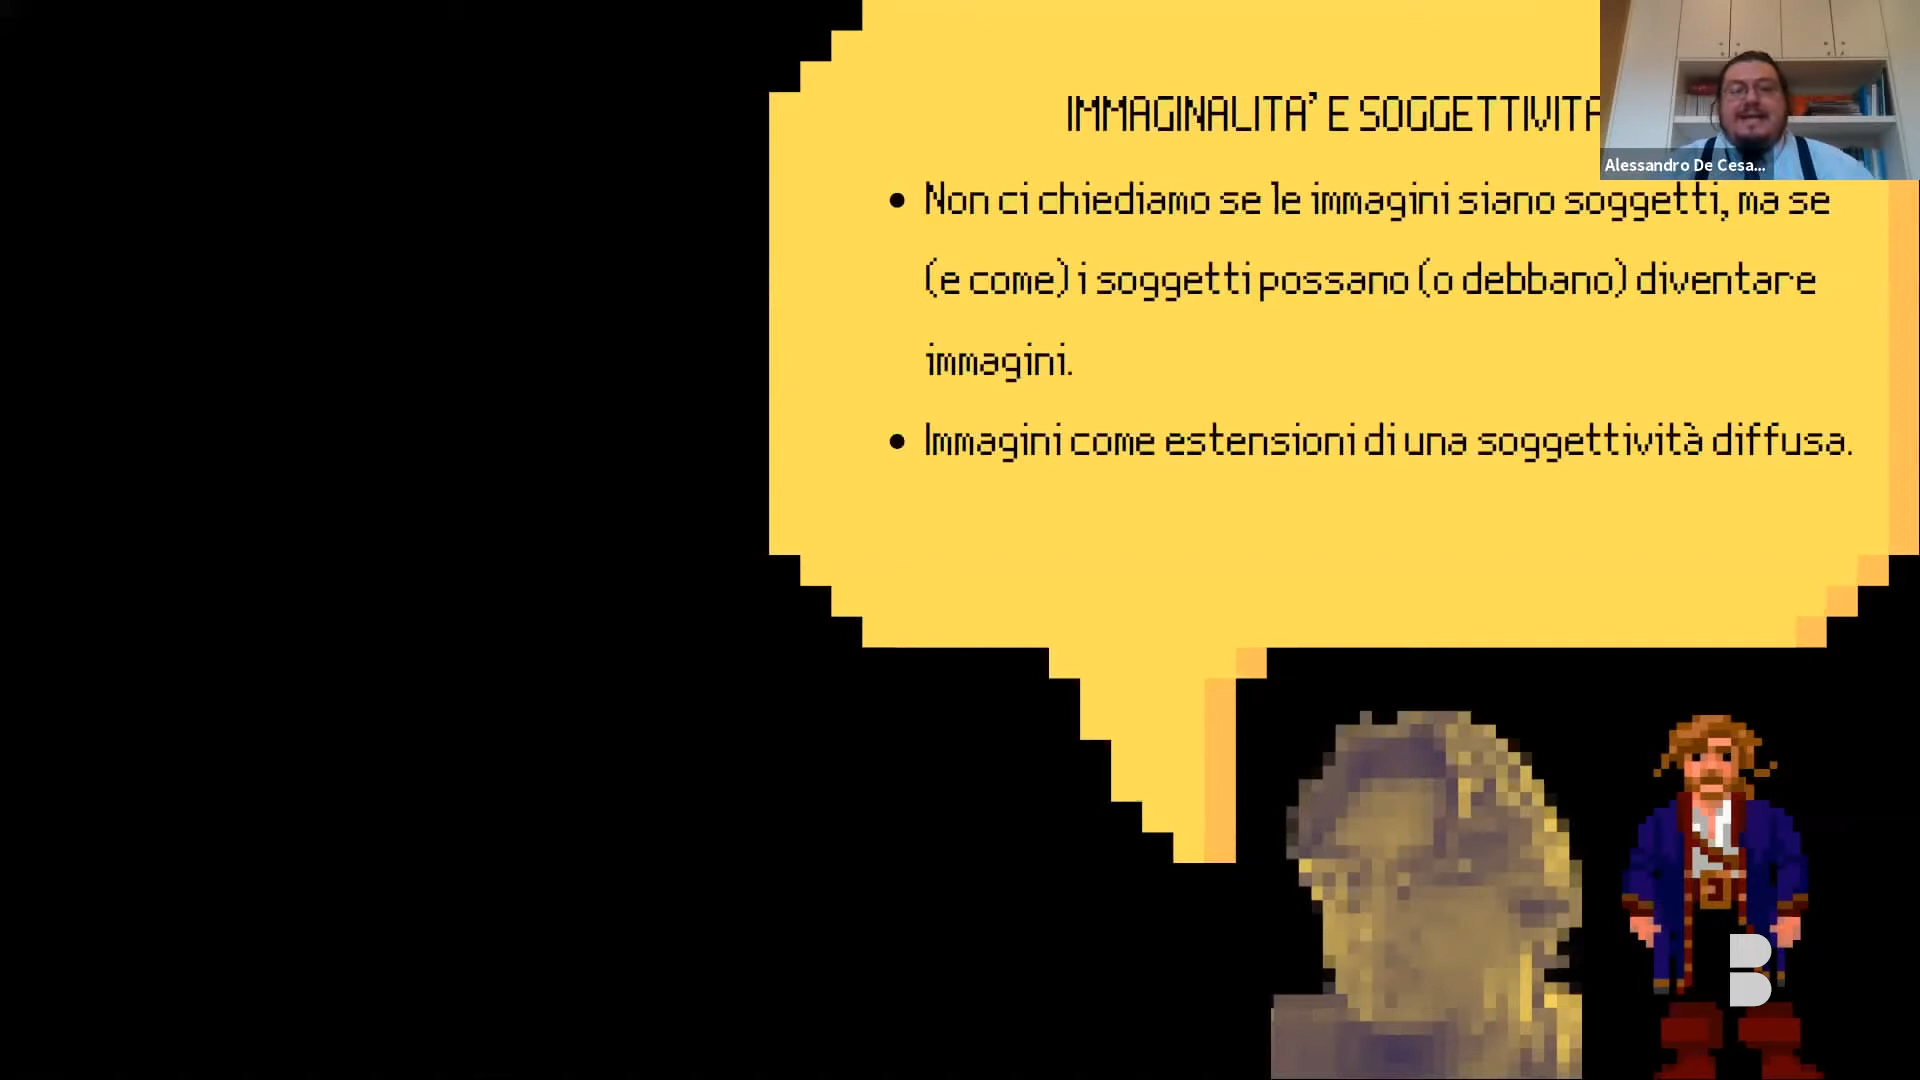 IMMAGINALITA' E SOGGETTIVITA
Alessandro De Cesa...
• Non ci chiediamo se le immagini siano soggetti, ma se
(e come) i soggetti possano (o debbano) diventare
immagini.
• Immagini come estensioni di una soggettività diffusa.
B